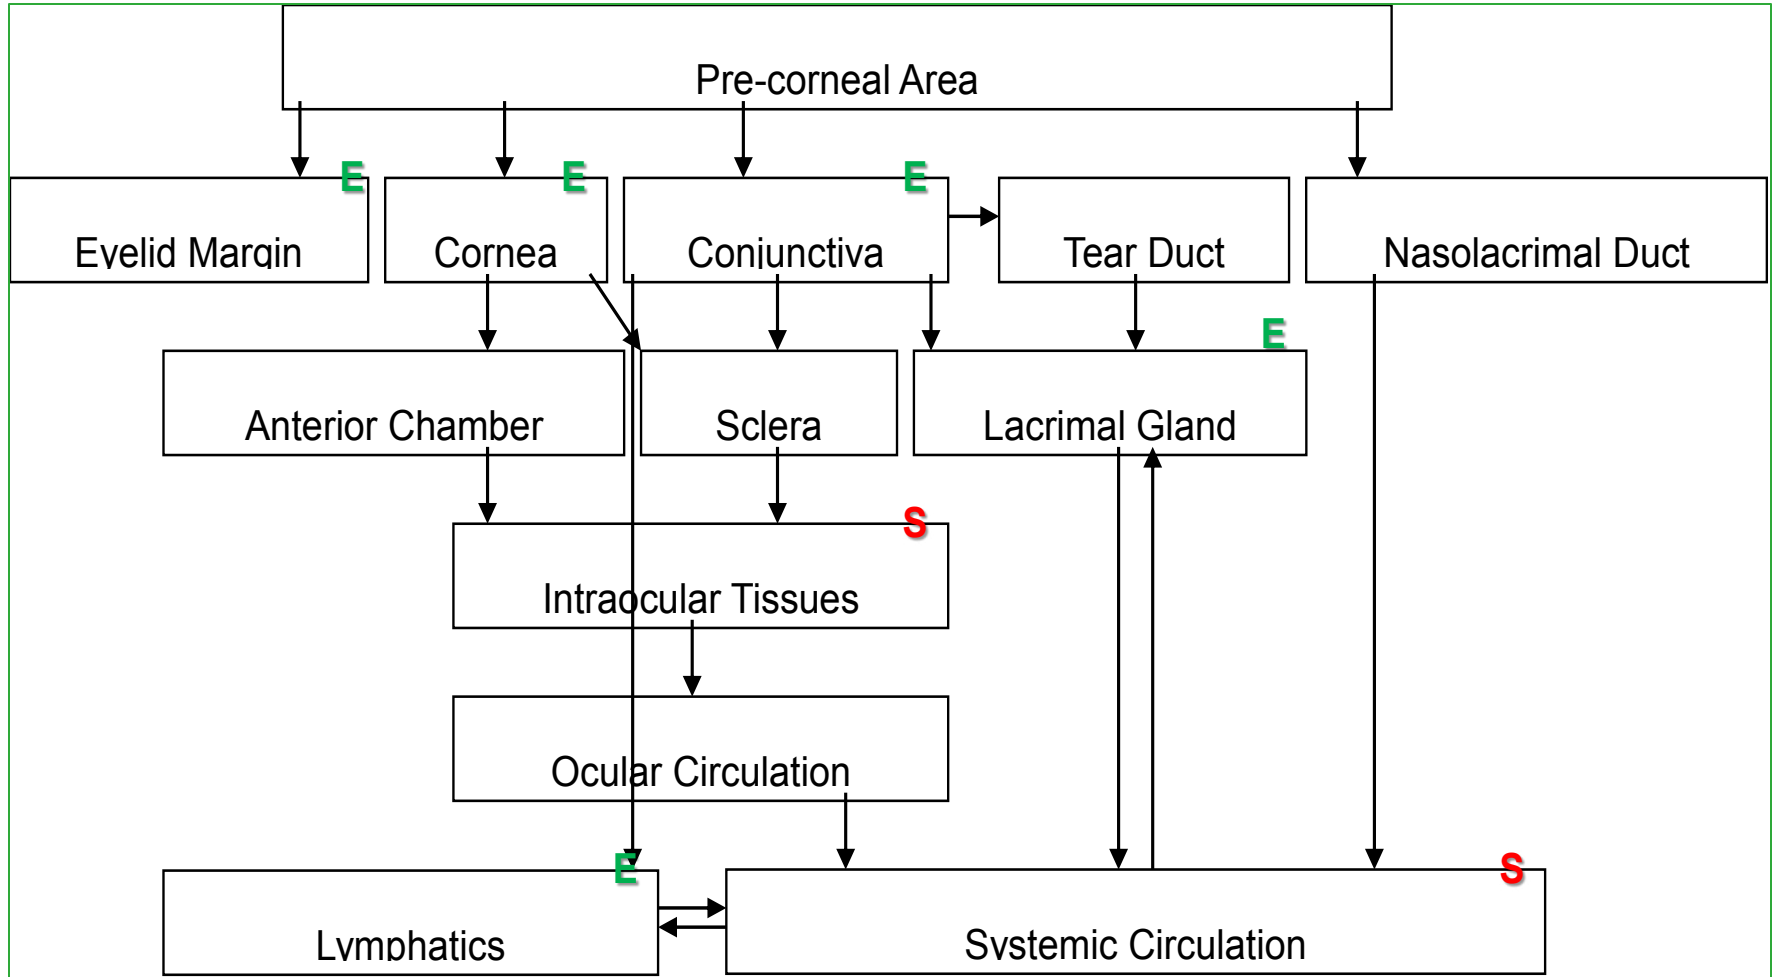 Pre-corneal Area
E
E
E
Eyelid Margin
Cornea
Conjunctiva
Tear Duct
Nasolacrimal Duct
E
Anterior Chamber
Sclera
Lacrimal Gland
S
Intraocular Tissues
Ocular Circulation
E
S
Lymphatics
Systemic Circulation